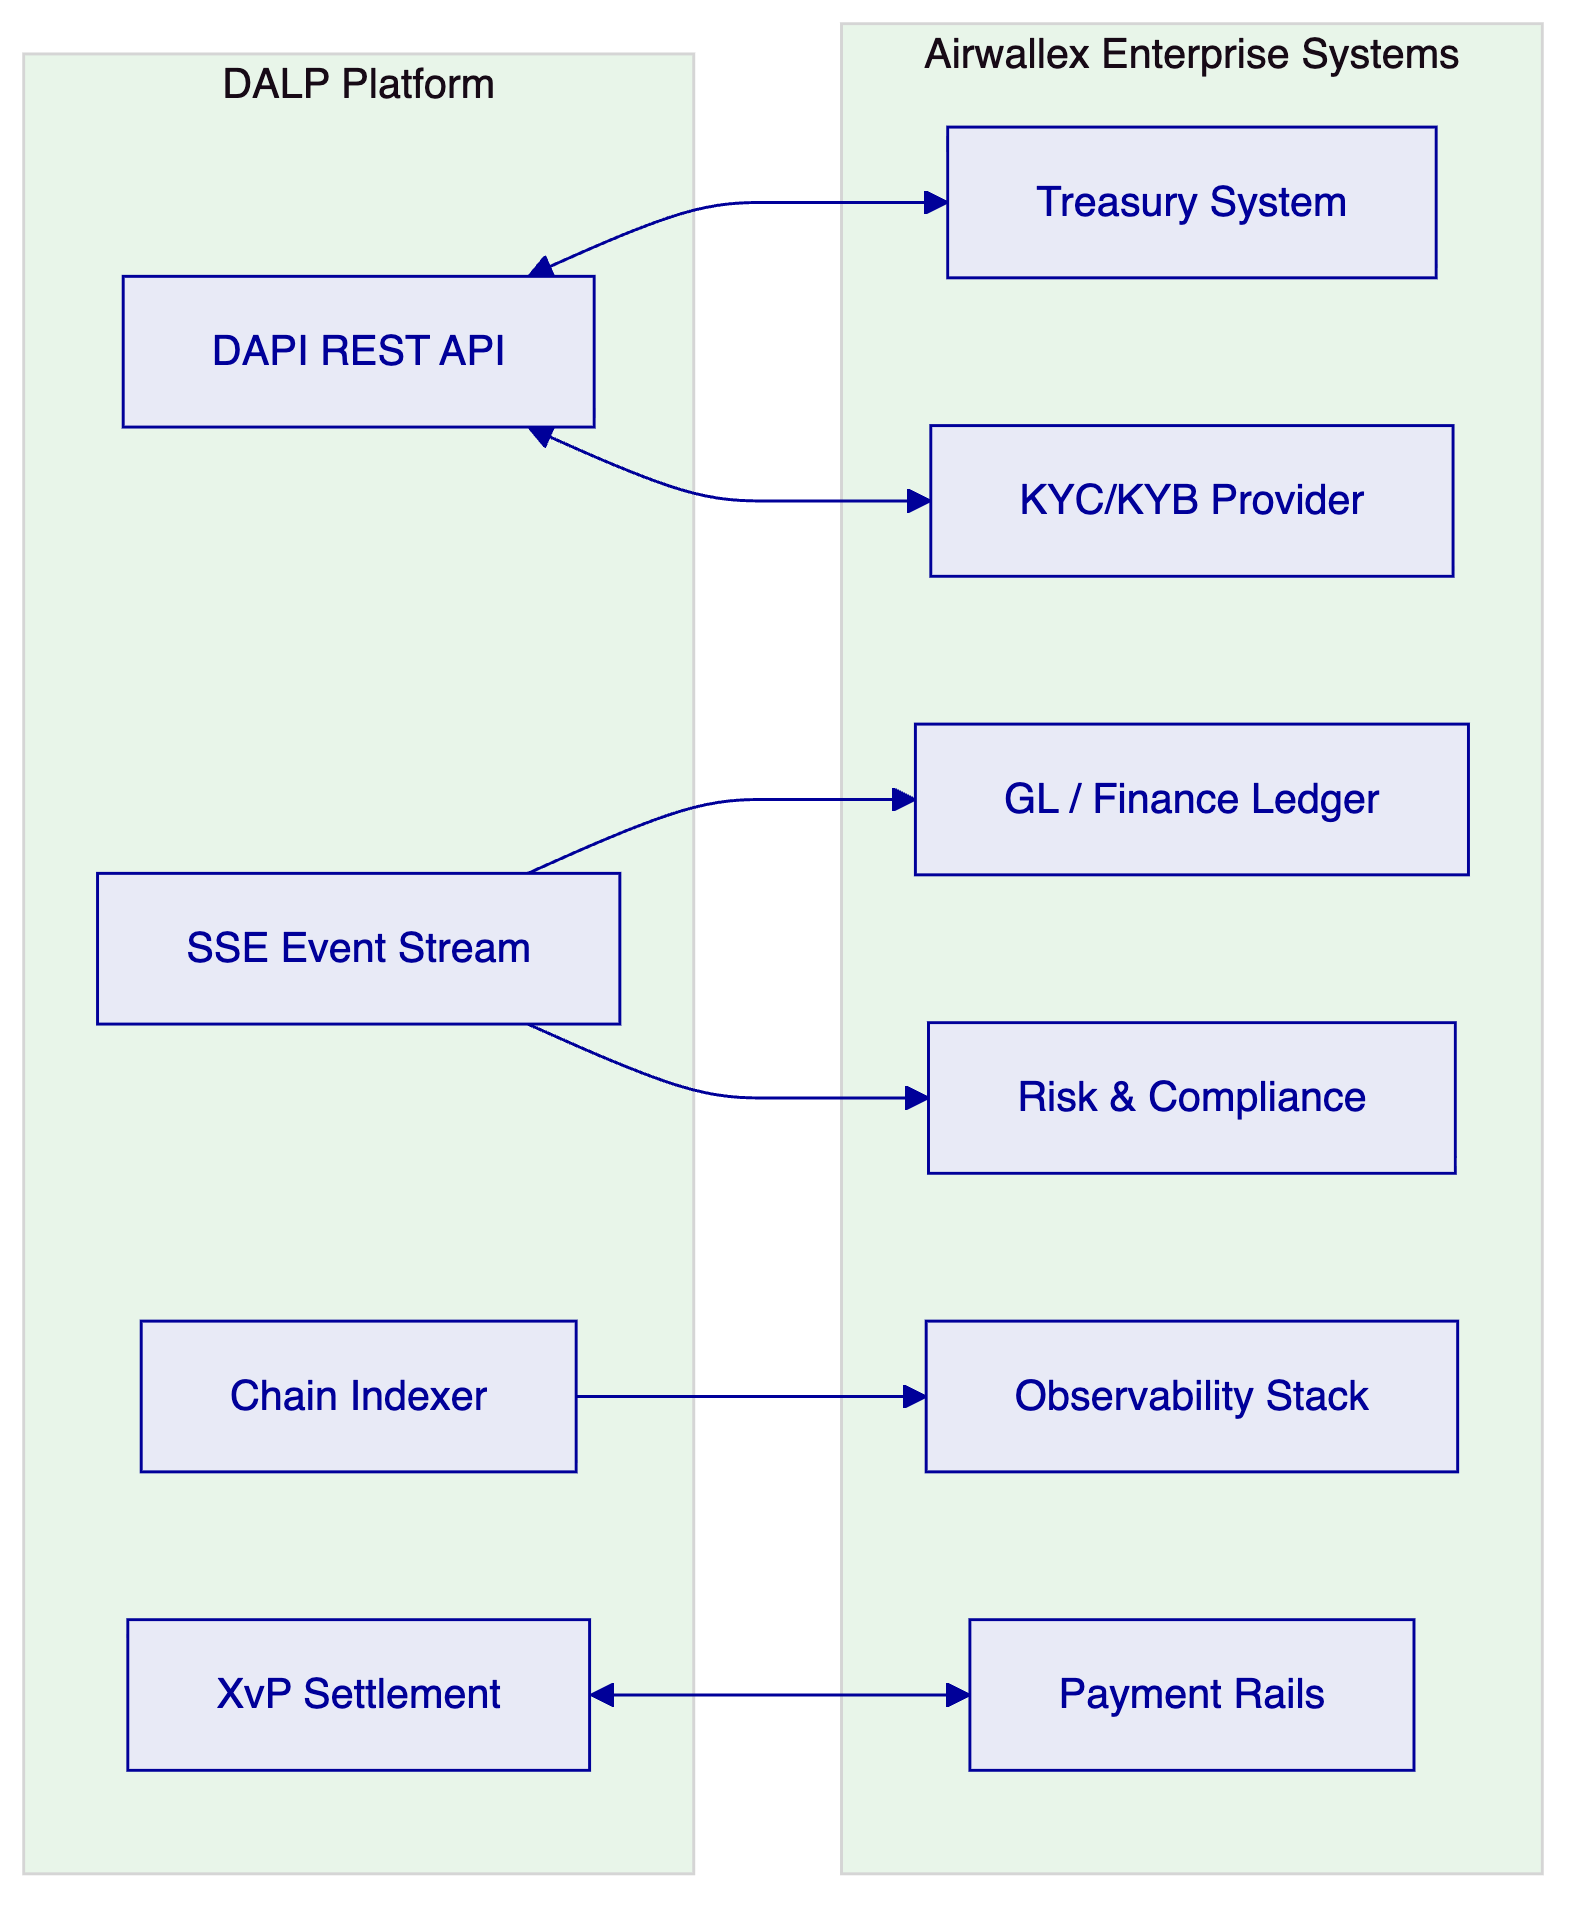 DALP Platform
Airwallex Enterprise Systems
Treasury System
DAPI REST API
KYC/KYB Provider
GL / Finance Ledger
SSE Event Stream
Risk & Compliance
Chain Indexer
Observability Stack
XvP Settlement
Payment Rails